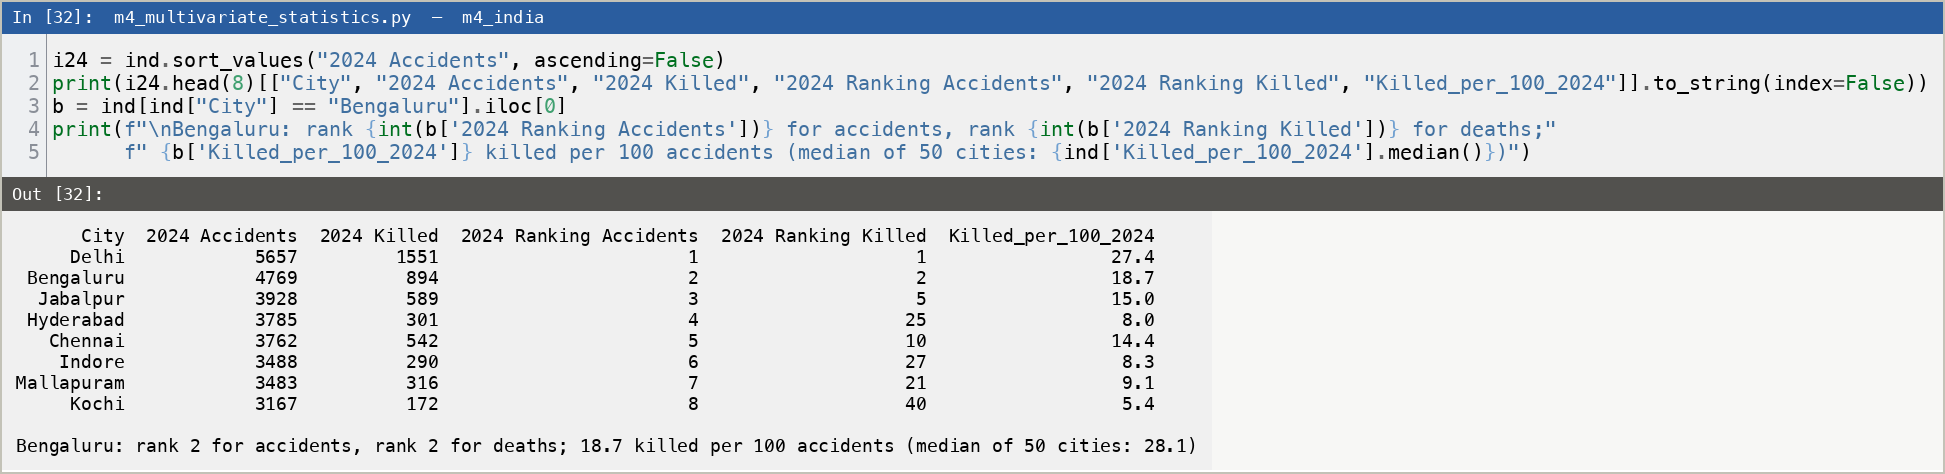 In [32]:  m4_multivariate_statistics.py  —  m4_india
1 i24 = ind.sort_values("2024 Accidents", ascending=False)
2 print(i24.head(8)[["City", "2024 Accidents", "2024 Killed", "2024 Ranking Accidents", "2024 Ranking Killed", "Killed_per_100_2024"]].to_string(index=False))
3 b = ind[ind["City"] == "Bengaluru"].iloc[0]
4 print(f"\nBengaluru: rank {int(b['2024 Ranking Accidents'])} for accidents, rank {int(b['2024 Ranking Killed'])} for deaths;"
5       f" {b['Killed_per_100_2024']} killed per 100 accidents (median of 50 cities: {ind['Killed_per_100_2024'].median()})")
Out [32]:
City  2024 Accidents  2024 Killed  2024 Ranking Accidents  2024 Ranking Killed  Killed_per_100_2024
Delhi 5657 1551 1 1 27.4
Bengaluru 4769 894 2 2 18.7
Jabalpur 3928 589 3 5 15.0
Hyderabad 3785 301 4 25 8.0
Chennai 3762 542 5 10 14.4
Indore 3488 290 6 27 8.3
Mallapuram 3483 316 7 21 9.1
Kochi 3167 172 8 40 5.4
Bengaluru: rank 2 for accidents, rank 2 for deaths; 18.7 killed per 100 accidents (median of 50 cities: 28.1)